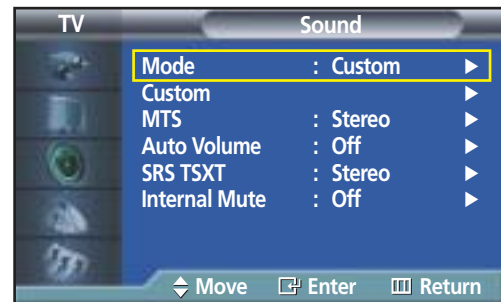 TV Sound
Mode : Custom ▶
Custom ▶
MTS : Stereo ▶
Auto Volume : Off ▶
SRS TSXT : Stereo ▶
Internal Mute : Off ▶
Move Enter Return